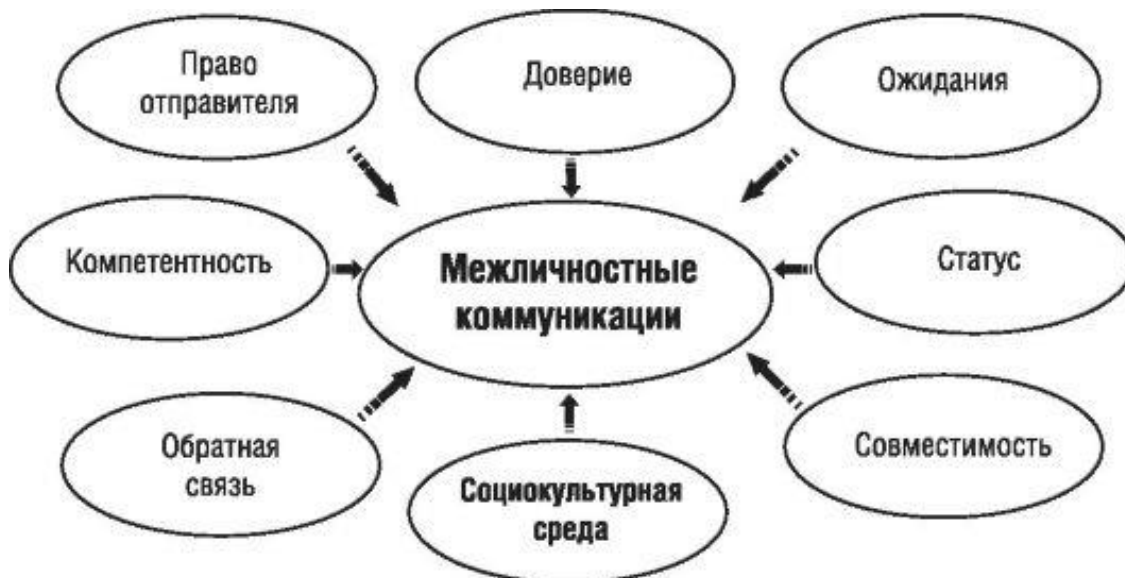 Право
отправителя
Доверие
Ожидания
Компетентность
Межличностные
коммуникации
Статус
Обратная
связь
Социокультурная
среда
Совместимость